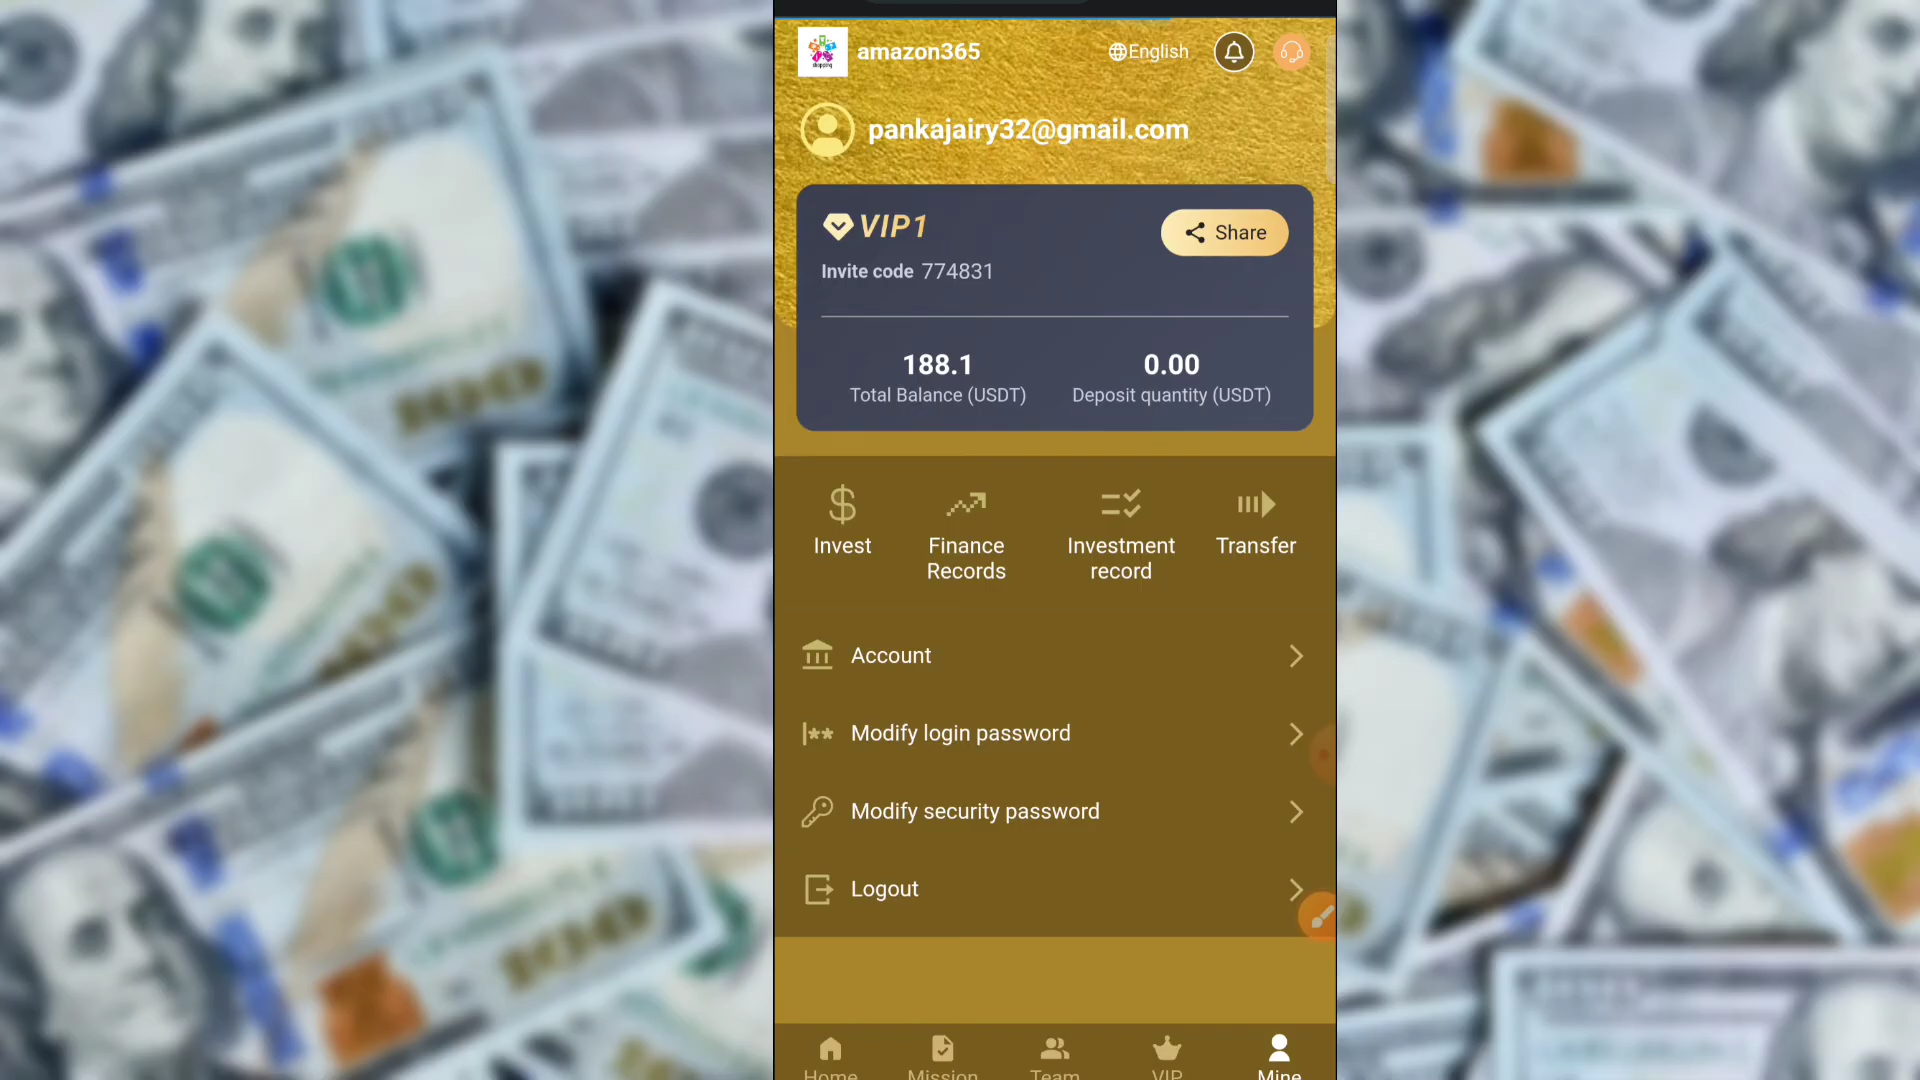 amazon365
English
pankajairy32@gmail.com
VIP1
Share
Invite code 774831
188.1
0.00
Total Balance (USDT)
Deposit quantity (USDT)
Invest
Finance Records
Investment record
Transfer
Account
|** Modify login password
Modify security password
Logout
Home
Mission
Team
VIP
Mine